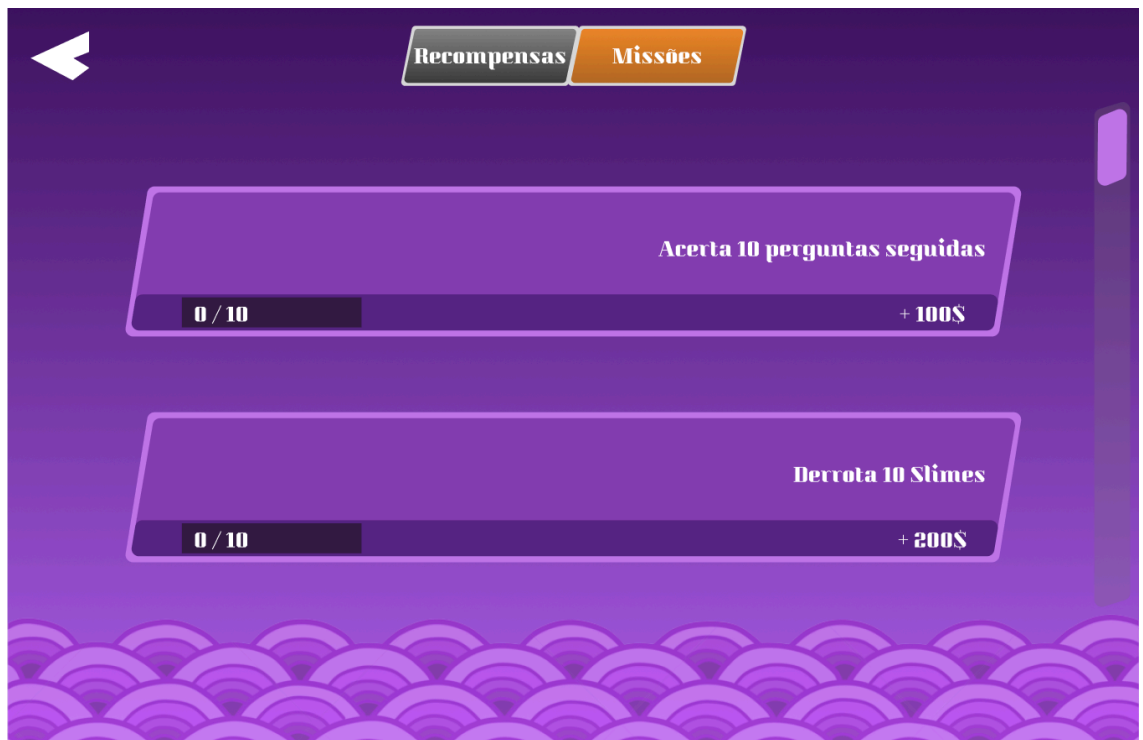 Recompensas
Missões
Acerta 10 perguntas seguidas
0 / 10
+ 100$
Derrota 10 Slimes
0 / 10
+ 200$